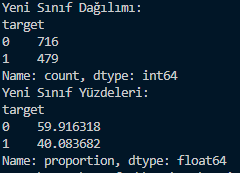 Yeni Sınıf Dağılımı:
target
0    716
1    479
Name: count, dtype: int64
Yeni Sınıf Yüzdeleri:
target
0    59.916318
1    40.083682
Name: proportion, dtype: float64